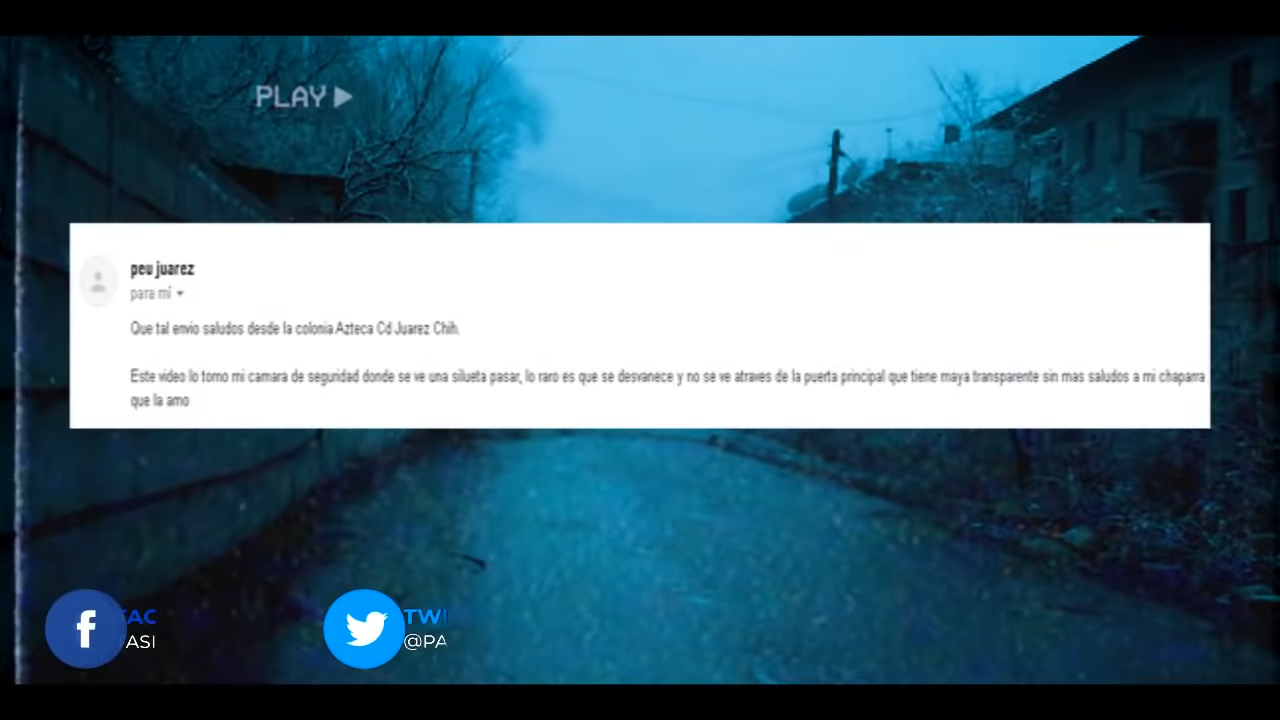 PLAY
peu juarez
para mí
Que tal envio saludos desde la colonia Azteca Cd Juarez Chih.
Este video lo tomo mi camara de seguridad donde se ve una silueta pasar, lo raro es que se desvanece y no se ve atraves de la puerta principal que tiene maya transparente sin mas saludos a mi chaparra
que la amo
FAC
ASI
TWI
@PA